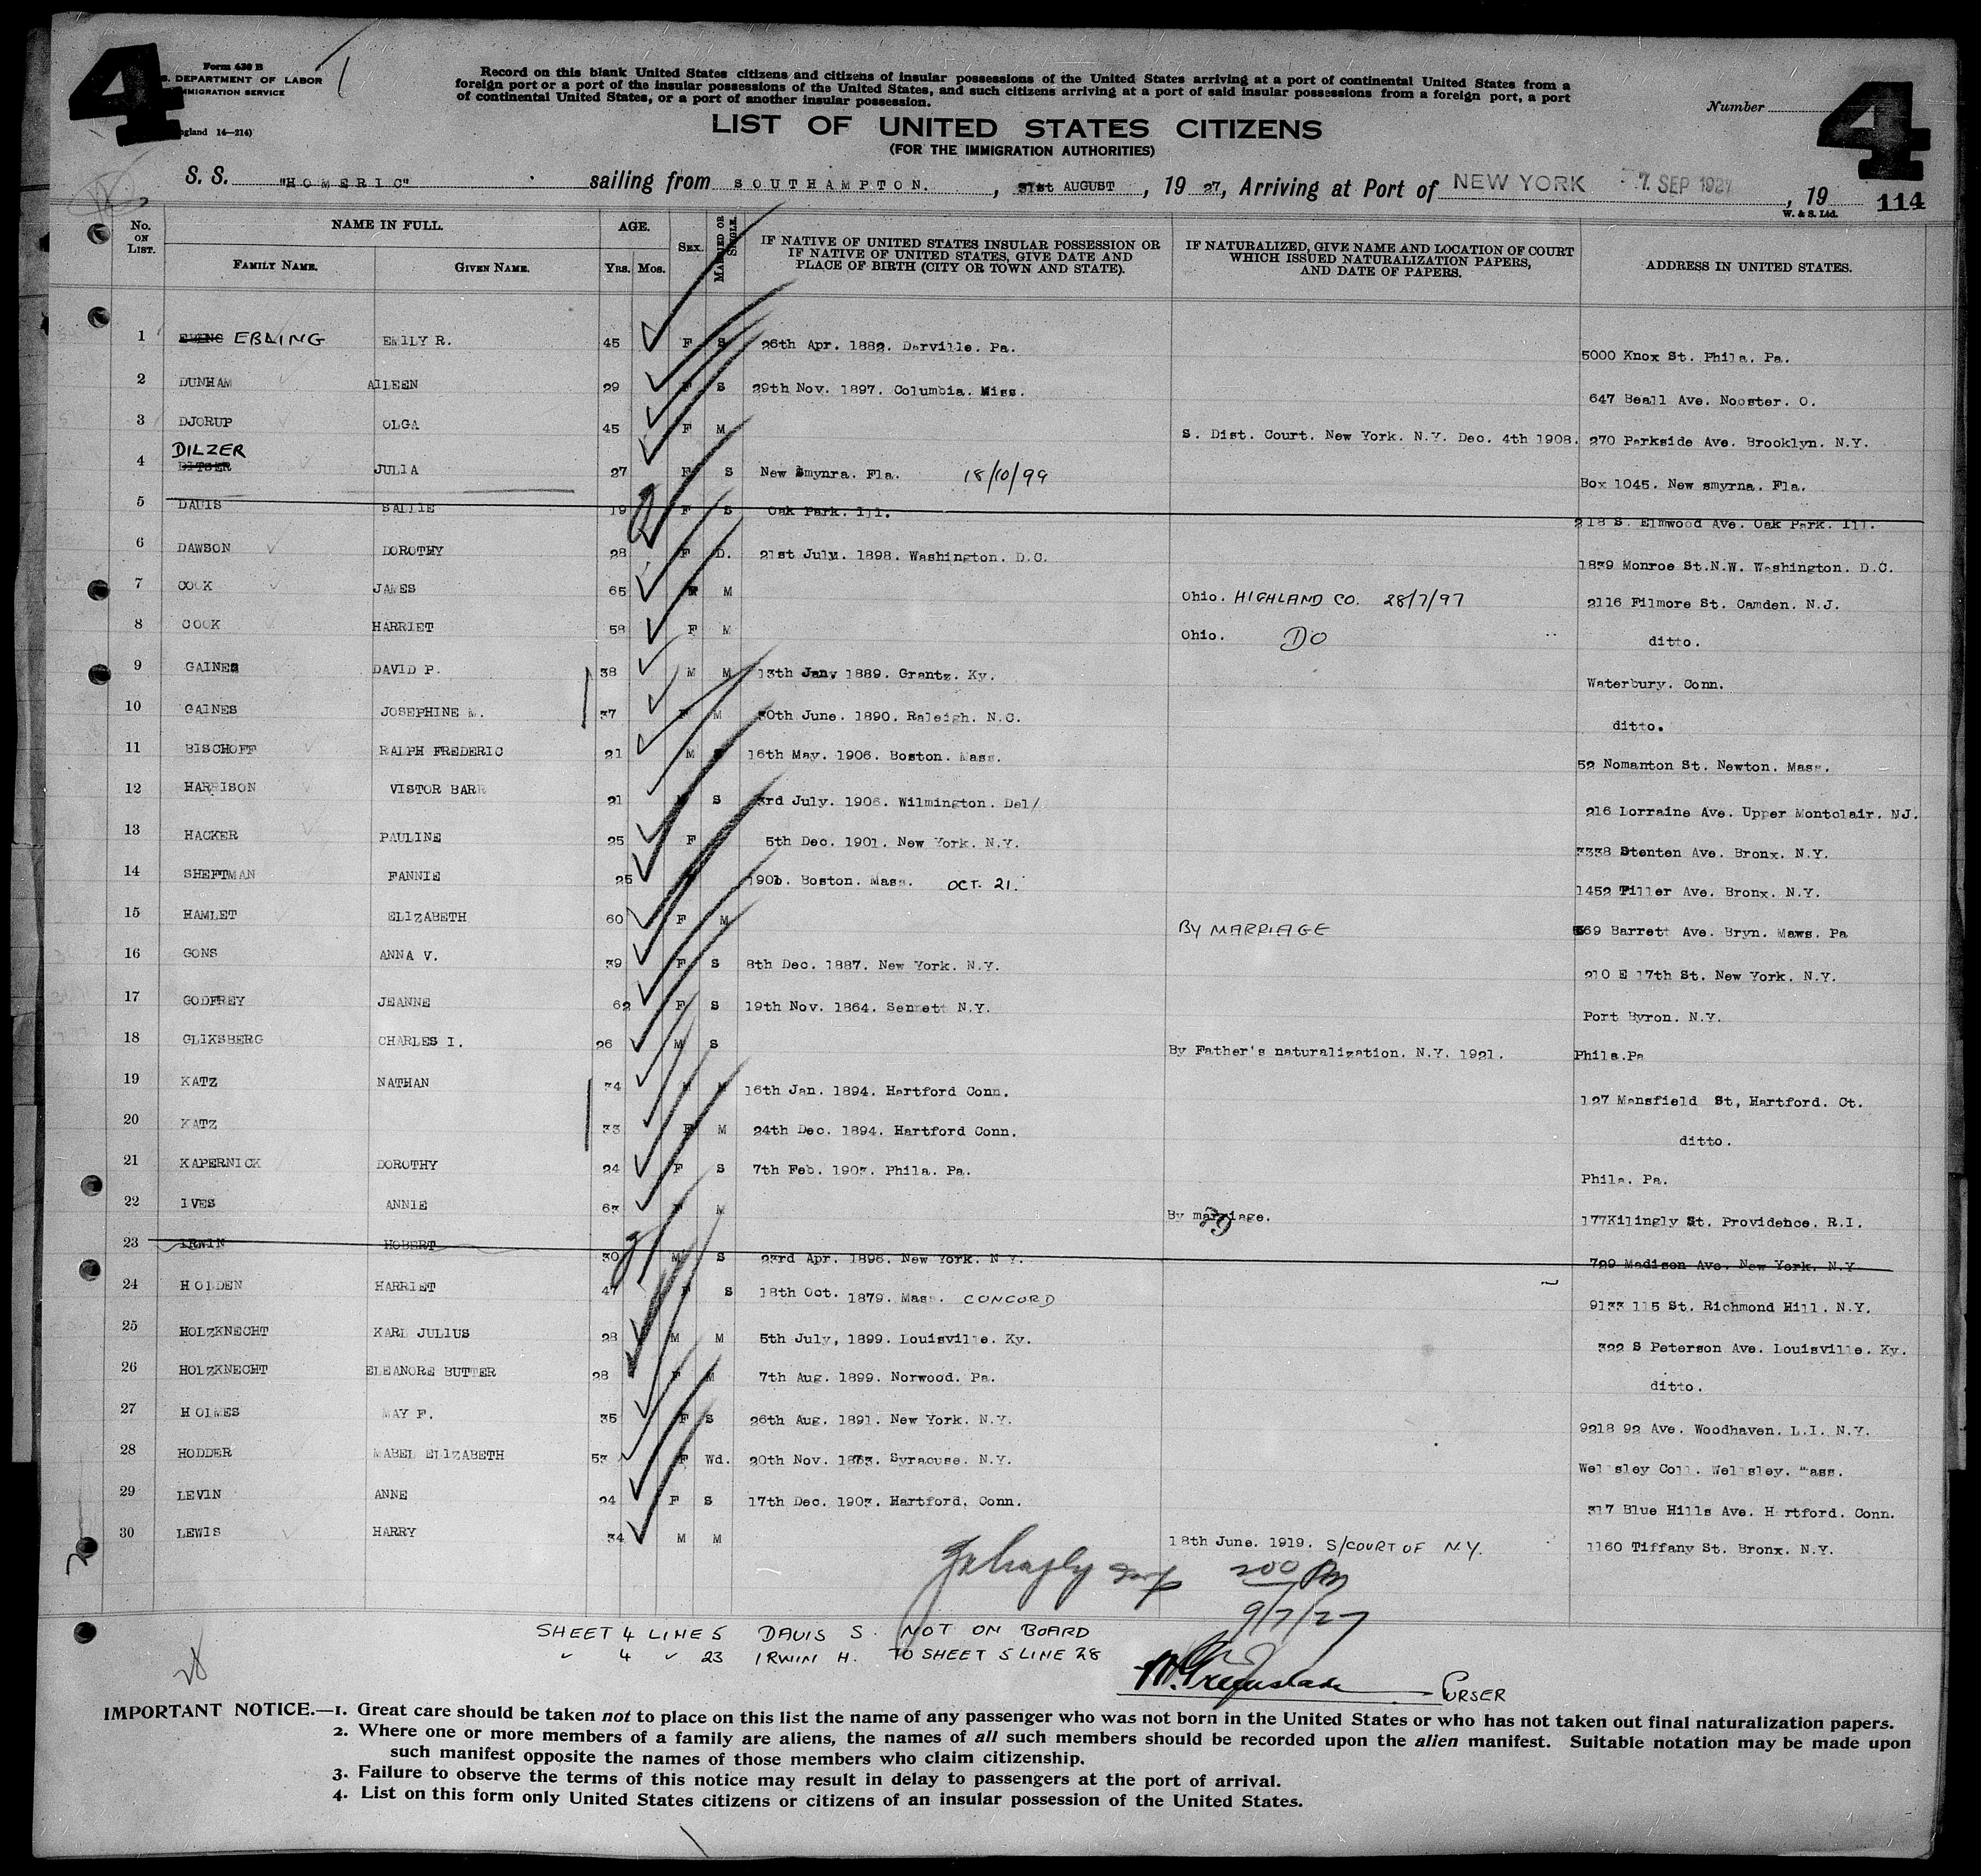 4
Form 630 B
S. DEPARTMENT OF LABOR
IMMIGRATION SERVICE
(England 14—214)
Record on this blank United States citizens and citizens of insular possessions of the United States arriving at a port of continental United States from a
foreign port or a port of the insular possessions of the United States, and such citizens arriving at a port of said insular possessions from a foreign port, a port
of continental United States, or a port of another insular possession.
LIST OF UNITED STATES CITIZENS
(FOR THE IMMIGRATION AUTHORITIES)
Number
4
S. S. "HOMERIC" sailing from SOUTHAMPTON. , 31st AUGUST , 19 27, Arriving at Port of NEW YORK 7 SEP 1927 , 19
W. & S. Ltd. 114
No. ON LIST. NAME IN FULL. FAMILY NAME. GIVEN NAME. AGE. YRS. MOS. SEX. MARRIED OR SINGLE. IF NATIVE OF UNITED STATES INSULAR POSSESSION OR IF NATIVE OF UNITED STATES, GIVE DATE AND PLACE OF BIRTH (CITY OR TOWN AND STATE). IF NATURALIZED, GIVE NAME AND LOCATION OF COURT WHICH ISSUED NATURALIZATION PAPERS, AND DATE OF PAPERS. ADDRESS IN UNITED STATES.
1 EBLING EMILY R. 45 F S 26th Apr. 1882. Darville. Pa. 5000 Knox St. Phila. Pa.
2 DUNHAM AILEEN 29 F S 29th Nov. 1897. Columbia. Miss. 647 Beall Ave. Nooster. O.
3 DJORUP OLGA 45 F M S. Dist. Court. New York. N.Y. Dec. 4th 1908. 270 Parkside Ave. Brooklyn. N.Y.
4 DILZER JULIA 27 F S New Smynra. Fla. 18/10/99 Box 1045. New smyrna. Fla.
5 DAUIS SALLIE 19 F S Oak Park. Ill. 218 S. Elmwood Ave. Oak Park. Ill.
6 DAWSON DOROTHY 28 F D. 21st July. 1898. Washington. D.C. 1839 Monroe St.N.W. Washington. D.C.
7 COOK JAMES 65 M M Ohio. HIGHLAND CO. 28/7/97 2116 Filmore St. Camden. N.J.
8 COOK HARRIET 58 F M Ohio. DO ditto.
9 GAINES DAVID P. 38 M M 13th Janv 1889. Grantz. Ky. Waterbury. Conn.
10 GAINES JOSEPHINE M. 37 F M 30th June. 1890. Raleigh. N.C. ditto.
11 BISCHOFF RALPH FREDERIC 21 M S 16th May. 1906. Boston. Mass. 52 Nomanton St. Newton. Mass.
12 HARRISON VISTOR BARR 21 M S 3rd July. 1906. Wilmington. Del/ 216 Lorraine Ave. Upper Montclair. NJ.
13 HACKER PAULINE 25 F 5th Dec. 1901. New York. N.Y. 3338 Stenten Ave. Bronx. N.Y.
14 SHEFTMAN FANNIE 25 1901. Boston. Mass. OCT. 21. 1452 Filler Ave. Bronx. N.Y.
15 HAMLET ELIZABETH 60 F M BY MARRIAGE 669 Barrett Ave. Bryn. Maws. Pa
16 GONS ANNA V. 39 F S 8th Dec. 1887. New York. N.Y. 210 E 17th St. New York. N.Y.
17 GODFREY JEANNE 62 F S 19th Nov. 1864. Sennett N.Y. Port Byron. N.Y.
18 GLIKSBERG CHARLES I. 26 M S By Father's naturalization. N.Y. 1921. Phila.Pa
19 KATZ NATHAN 34 M M 16th Jan. 1894. Hartford Conn. 127 Mansfield St, Hartford. Ct.
20 KATZ 33 F M 24th Dec. 1894. Hartford Conn. ditto.
21 KAPERNICK DOROTHY 24 F S 7th Feb. 1903. Phila. Pa. Phila. Pa.
22 IVES ANNIE 63 F M By marriage. 177Kilingly St. Providence. R.I.
23 IRWIN HOBERT 30 M S 23rd Apr. 1896. New York. N.Y. 729 Madison Ave. New York. N.Y
24 HOLDEN HARRIET 47 F S 18th Oct. 1879. Mass. CONCORD 9133 115 St. Richmond Hill. N.Y.
25 HOLZKNECHT KARL JULIUS 28 M M 5th July, 1899. Louisville. Ky. 322 S Peterson Ave. Louisville. Ky.
26 HOLZKNECHT ELEANORE BUTTER 28 F M 7th Aug. 1899. Norwood. Pa. ditto.
27 HOLMES MAY F. 35 F S 26th Aug. 1891. New York. N.Y. 9218 92 Ave. Woodhaven. L.I. N.Y.
28 HODDER MABEL ELIZABETH 53 F Wd. 20th Nov. 1873. Syracuse. N.Y. Wellsley Coll. Wellsley. Mass.
29 LEVIN ANNE 24 F S 17th Dec. 1903. Hartford. Conn. 317 Blue Hills Ave. Hartford. Conn.
30 LEWIS HARRY 34 M M 18th June. 1919. S/COURT OF N.Y. 1160 Tiffany St. Bronx. N.Y.
200 PM
9/7/27
SHEET 4 LINE 5 DAVIS S. NOT ON BOARD
" 4 " 23 IRWIN H. TO SHEET 5 LINE 28
PURSER
28
IMPORTANT NOTICE.—1. Great care should be taken not to place on this list the name of any passenger who was not born in the United States or who has not taken out final naturalization papers.
2. Where one or more members of a family are aliens, the names of all such members should be recorded upon the alien manifest. Suitable notation may be made upon
such manifest opposite the names of those members who claim citizenship.
3. Failure to observe the terms of this notice may result in delay to passengers at the port of arrival.
4. List on this form only United States citizens or citizens of an insular possession of the United States.